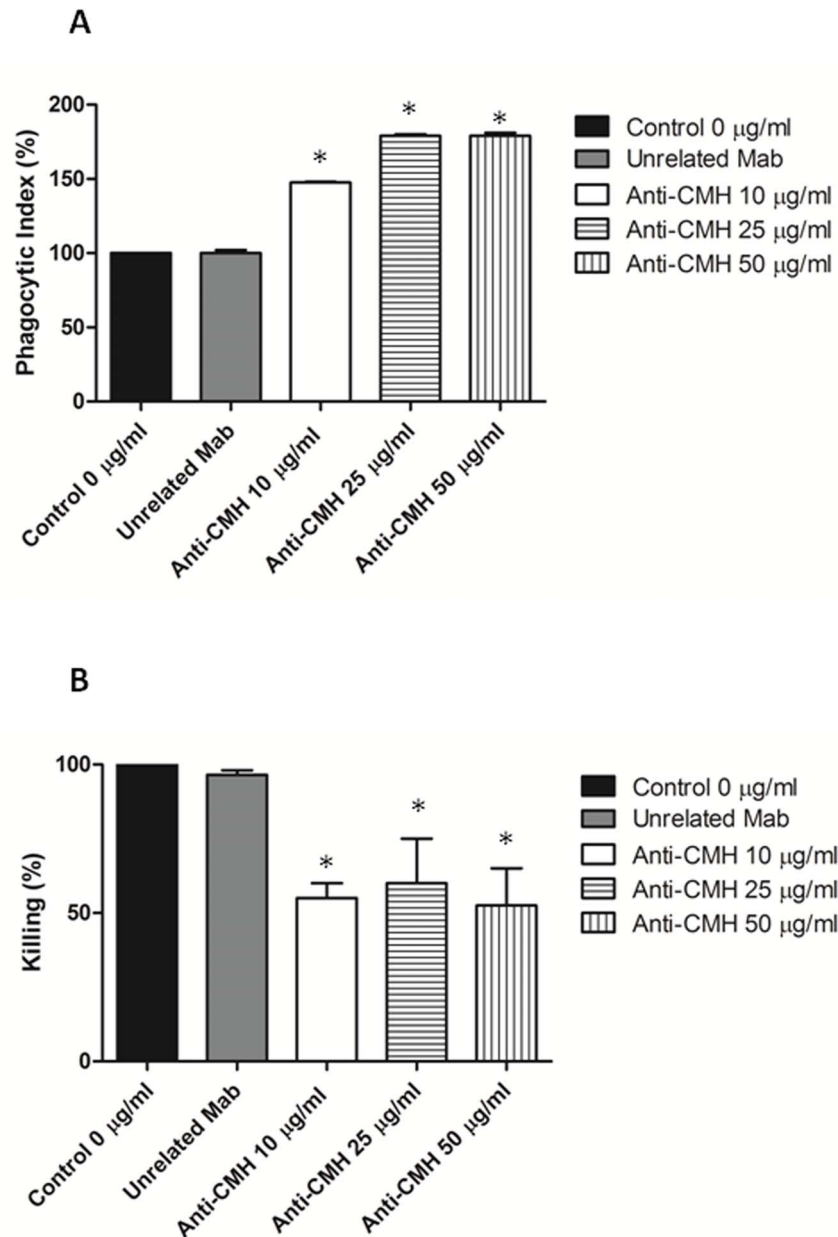 A
Phagocytic Index (%)
200
150
100
50
0
*
*
*
Control 0 μg/ml
Unrelated Mab
Anti-CMH 10 μg/ml
Anti-CMH 25 μg/ml
Anti-CMH 50 μg/ml
Control 0 μg/ml
Unrelated Mab
Anti-CMH 10 μg/ml
Anti-CMH 25 μg/ml
Anti-CMH 50 μg/ml
B
Killing (%)
100
50
0
*
*
*
Control 0 μg/ml
Unrelated Mab
Anti-CMH 10 μg/ml
Anti-CMH 25 μg/ml
Anti-CMH 50 μg/ml
Control 0 μg/ml
Unrelated Mab
Anti-CMH 10 μg/ml
Anti-CMH 25 μg/ml
Anti-CMH 50 μg/ml